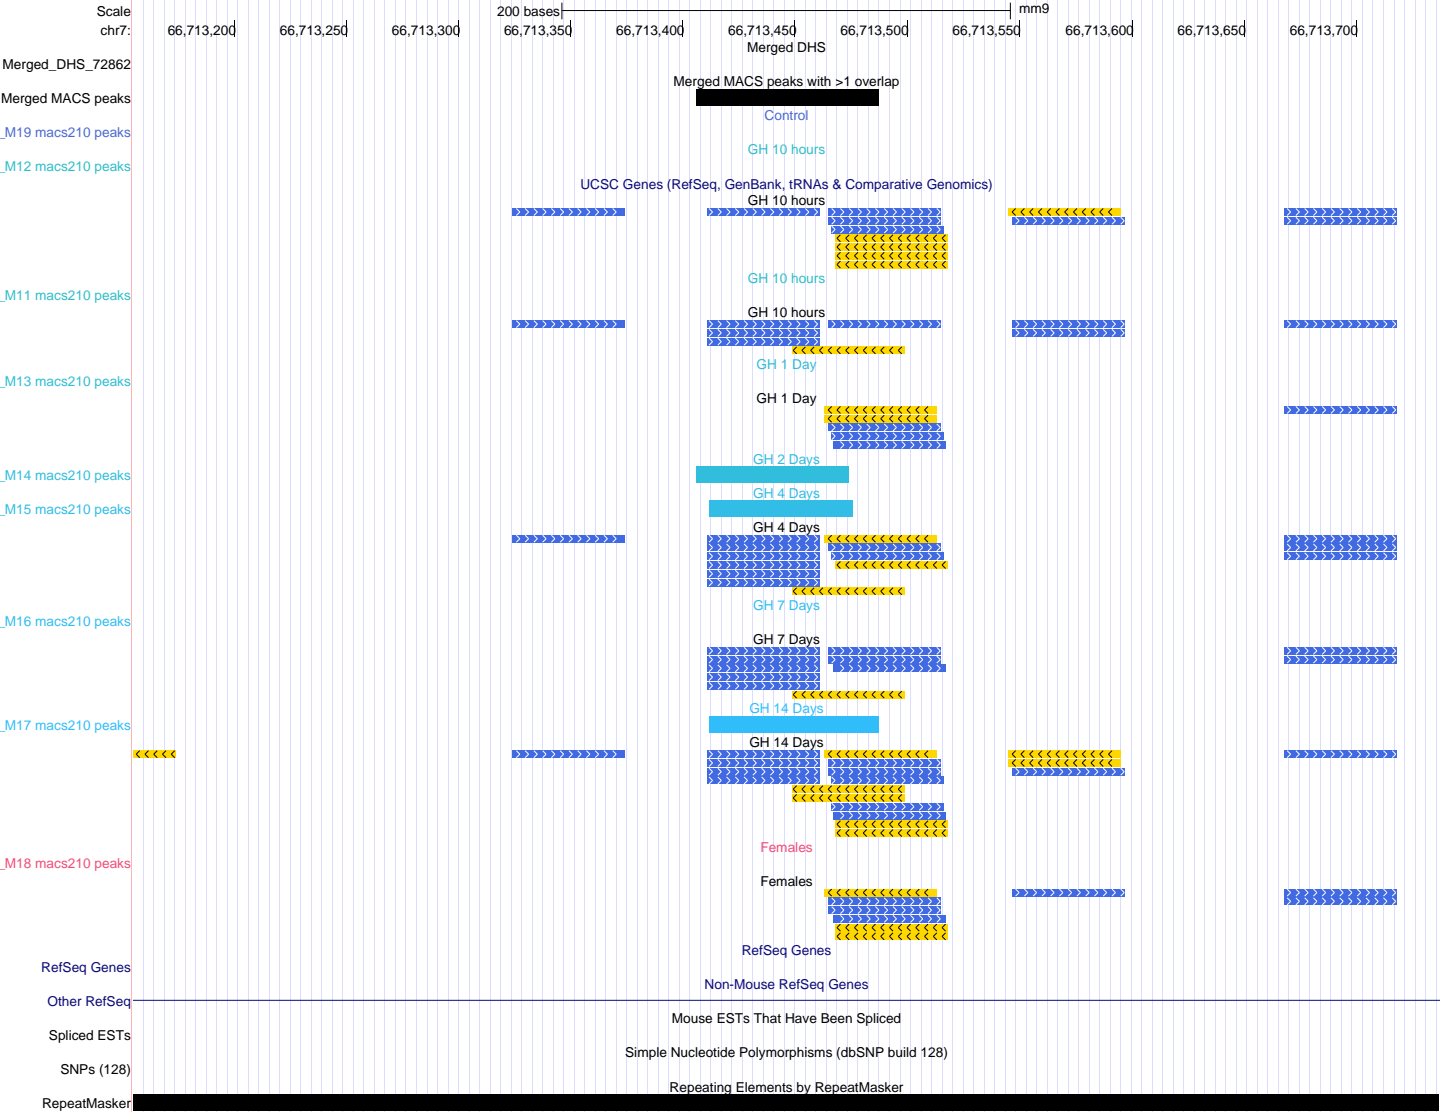 Scale 200 bases mm9
chr7: 66,713,200 66,713,250 66,713,300 66,713,350 66,713,400 66,713,450 66,713,500 66,713,550 66,713,600 66,713,650 66,713,700
Merged DHS
Merged_DHS_72862
Merged MACS peaks with >1 overlap
Merged MACS peaks
Control
_M19 macs210 peaks
GH 10 hours
_M12 macs210 peaks
UCSC Genes (RefSeq, GenBank, tRNAs & Comparative Genomics)
GH 10 hours
GH 10 hours
_M11 macs210 peaks
GH 10 hours
GH 1 Day
_M13 macs210 peaks
GH 1 Day
GH 2 Days
_M14 macs210 peaks
GH 4 Days
_M15 macs210 peaks
GH 4 Days
GH 7 Days
_M16 macs210 peaks
GH 7 Days
GH 14 Days
_M17 macs210 peaks
GH 14 Days
Females
_M18 macs210 peaks
Females
RefSeq Genes
RefSeq Genes
Non-Mouse RefSeq Genes
Other RefSeq
Mouse ESTs That Have Been Spliced
Spliced ESTs
Simple Nucleotide Polymorphisms (dbSNP build 128)
SNPs (128)
Repeating Elements by RepeatMasker
RepeatMasker